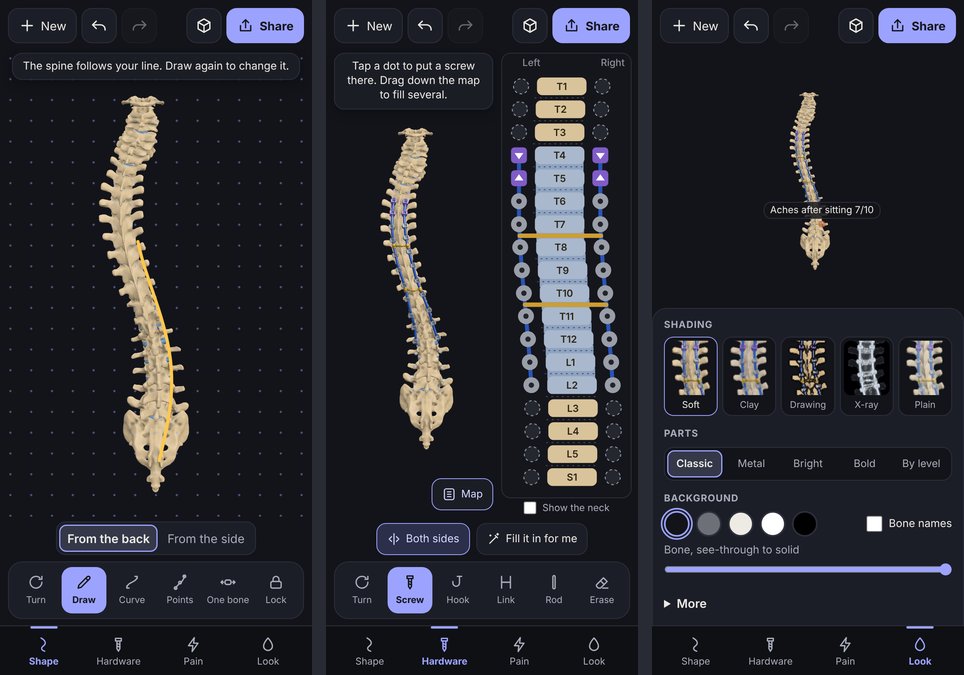 New
Share
The spine follows your line. Draw again to change it.
From the back
From the side
Turn
Draw
Curve
Points
One bone
Lock
Shape
Hardware
Pain
Look
New
Share
Tap a dot to put a screw
there. Drag down the map
to fill several.
Left
Right
T1
T2
T3
T4
T5
T6
T7
T8
T9
T10
T11
T12
L1
L2
L3
L4
L5
S1
Map
Show the neck
Both sides
Fill it in for me
Turn
Screw
Hook
Link
Rod
Erase
Shape
Hardware
Pain
Look
New
Share
Aches after sitting 7/10
SHADING
Soft
Clay
Drawing
X-ray
Plain
PARTS
Classic
Metal
Bright
Bold
By level
BACKGROUND
Bone names
Bone, see-through to solid
More
Shape
Hardware
Pain
Look